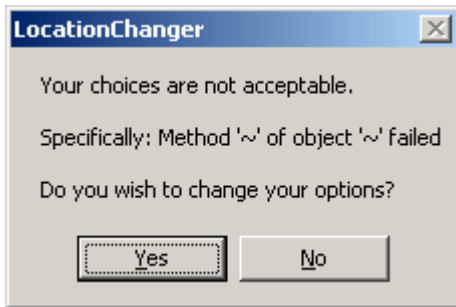 LocationChanger
Your choices are not acceptable.
Specifically: Method '~' of object '~' failed
Do you wish to change your options?
Yes No